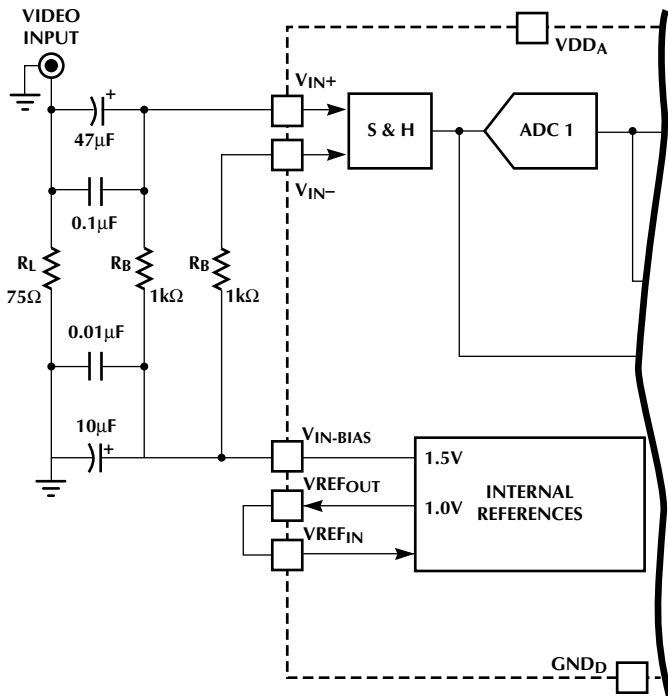 VIDEO
INPUT
VDDA
VIN+
+
47µF
S & H
ADC 1
VIN–
0.1µF
RL
RB
RB
75Ω
1kΩ
1kΩ
0.01µF
10µF
+
VIN-BIAS
1.5V
VREFOUT
1.0V
INTERNAL
REFERENCES
VREFIN
GNDD